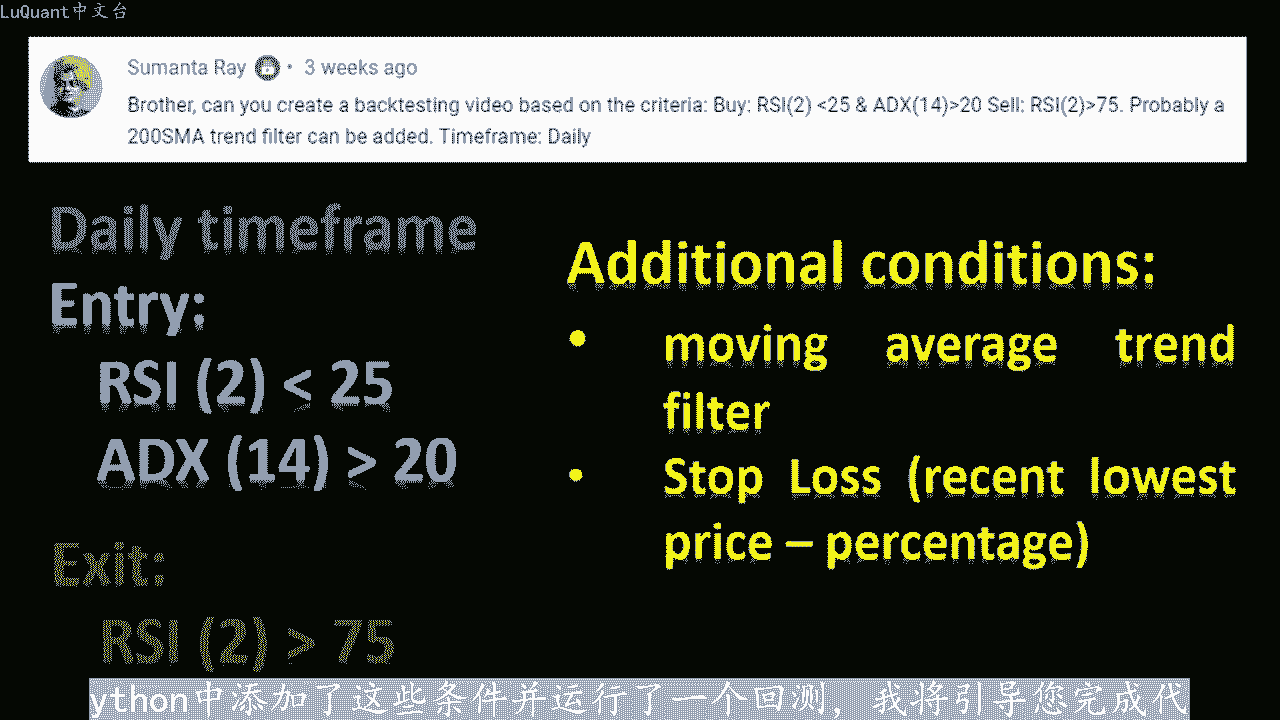 LuQuant中文台
Sumanta Ray • 3 weeks ago
Brother, can you create a backtesting video based on the criteria: Buy: RSI(2) <25 & ADX(14)>20 Sell: RSI(2)>75. Probably a
200SMA trend filter can be added. Timeframe: Daily
Daily timeframe
Entry:
RSI (2) < 25
ADX (14) > 20
Exit:
RSI (2) > 75
Additional conditions:
• moving average trend
filter
• Stop Loss (recent lowest
price – percentage)
ython中添加了这些条件并运行了一个回测，我将引导您完成代